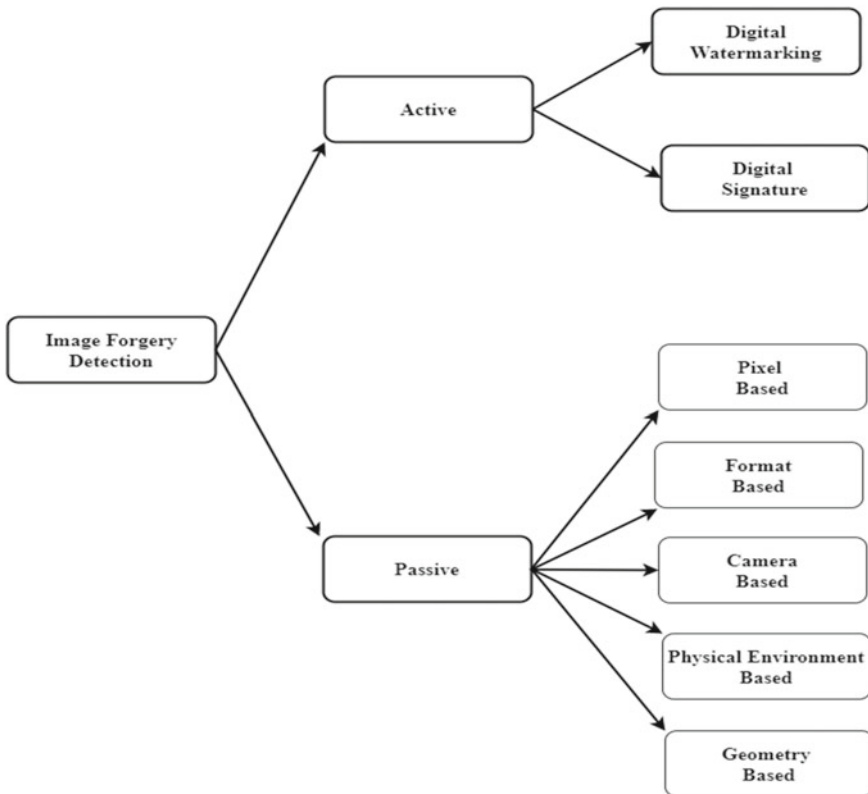 Digital
Watermarking
Active
Digital
Signature
Image Forgery
Detection
Pixel
Based
Format
Based
Passive
Camera
Based
Physical Environment
Based
Geometry
Based